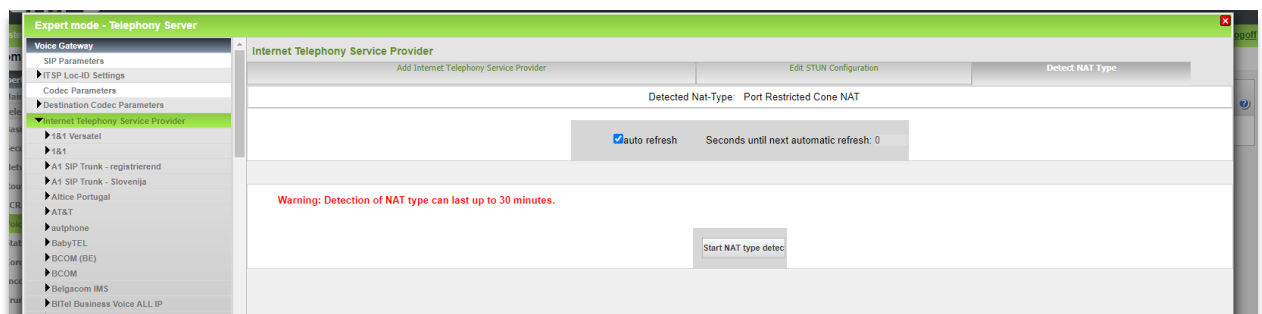 Expert mode - Telephony Server
ogoff
Voice Gateway
SIP Parameters
ITSP Loc-ID Settings
Codec Parameters
Destination Codec Parameters
Internet Telephony Service Provider
1&1 Versatel
1&1
A1 SIP Trunk - registrierend
A1 SIP Trunk - Slovenija
Altice Portugal
AT&T
autphone
BabyTEL
BCOM (BE)
BCOM
Belgacom IMS
BITel Business Voice ALL IP
Internet Telephony Service Provider
Add Internet Telephony Service Provider
Edit STUN Configuration
Detect NAT Type
Detected Nat-Type: Port Restricted Cone NAT
auto refresh Seconds until next automatic refresh: 0
Warning: Detection of NAT type can last up to 30 minutes.
Start NAT type detec